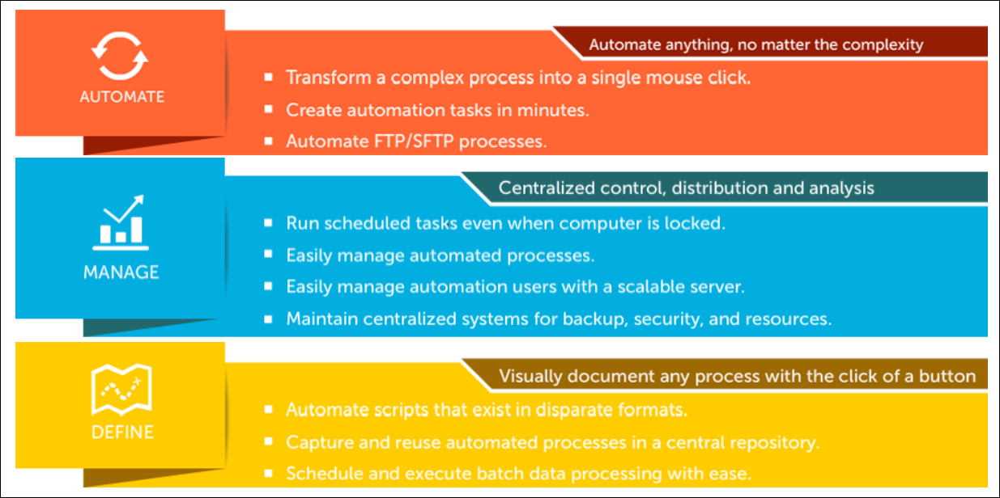 AUTOMATE
Automate anything, no matter the complexity
Transform a complex process into a single mouse click.
Create automation tasks in minutes.
Automate FTP/SFTP processes.
MANAGE
Centralized control, distribution and analysis
Run scheduled tasks even when computer is locked.
Easily manage automated processes.
Easily manage automation users with a scalable server.
Maintain centralized systems for backup, security, and resources.
DEFINE
Visually document any process with the click of a button
Automate scripts that exist in disparate formats.
Capture and reuse automated processes in a central repository.
Schedule and execute batch data processing with ease.